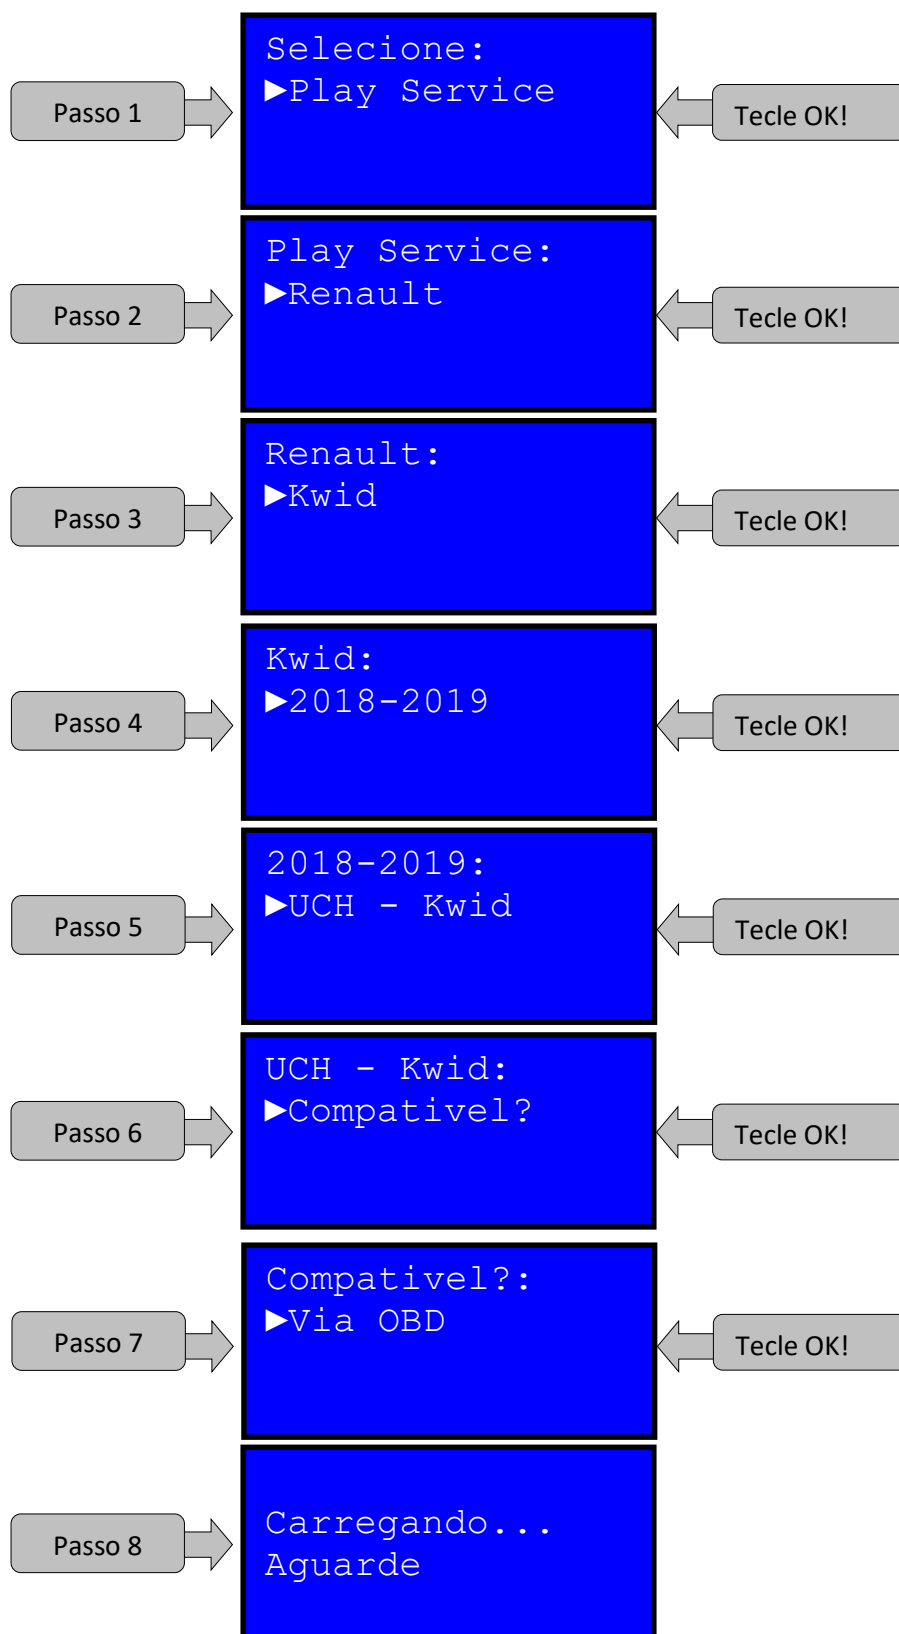 Selecione:
►Play Service
Passo 1
Tecle OK!
Play Service:
►Renault
Passo 2
Tecle OK!
Renault:
►Kwid
Passo 3
Tecle OK!
Kwid:
►2018-2019
Passo 4
Tecle OK!
2018-2019:
►UCH - Kwid
Passo 5
Tecle OK!
UCH - Kwid:
►Compativel?
Passo 6
Tecle OK!
Compativel?:
►Via OBD
Passo 7
Tecle OK!
Carregando...
Aguarde
Passo 8